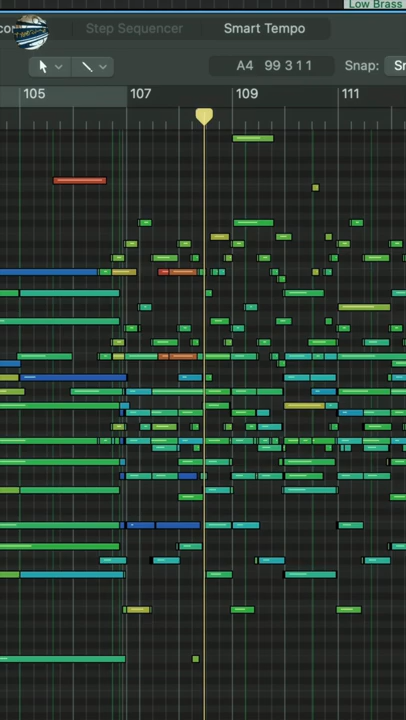 Low Brass
Step Sequencer
Smart Tempo
A4 99 3 1 1
Snap:
105
107
109
111